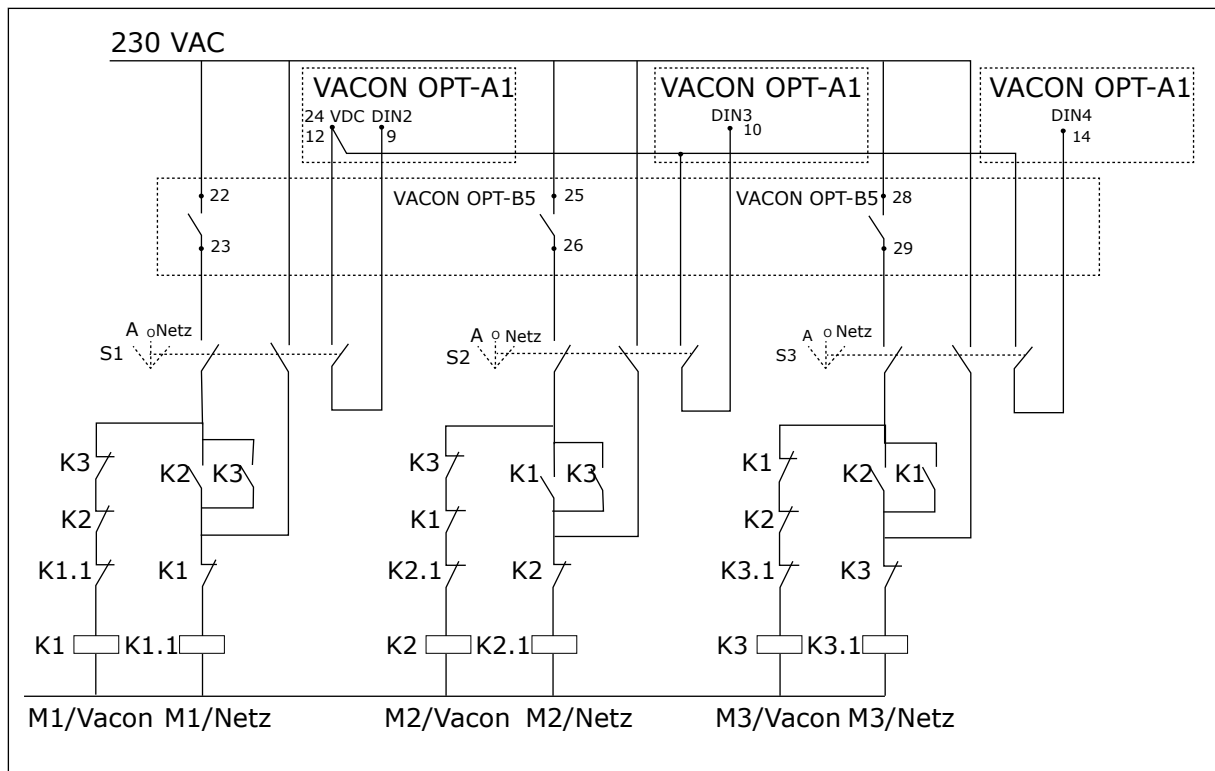 230 VAC
VACON OPT-A1
VACON OPT-A1
VACON OPT-A1
24 VDC DIN2
12
9
DIN3
10
DIN4
14
22
VACON OPT-B5
25
VACON OPT-B5
28
23
26
29
A O Netz
S1
A O Netz
S2
A O Netz
S3
K3
K2
K3
K3
K1
K3
K1
K2
K1
K2
K1
K2
K1.1
K1
K2.1
K2
K3.1
K3
K1
K1.1
K2
K2.1
K3
K3.1
M1/Vacon
M1/Netz
M2/Vacon
M2/Netz
M3/Vacon
M3/Netz